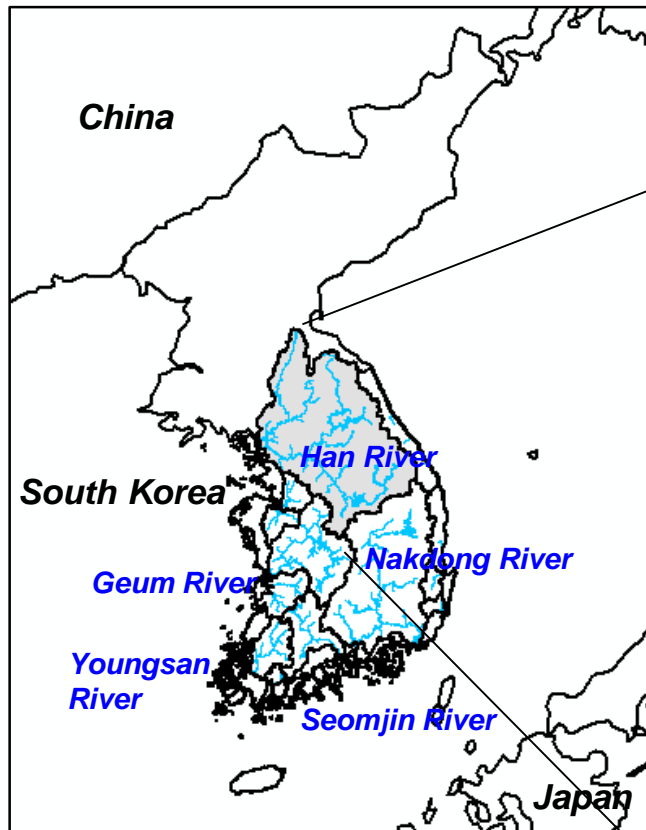 China
Han River
South Korea
Nakdong River
Geum River
Youngsan
River
Seomjin River
Japan